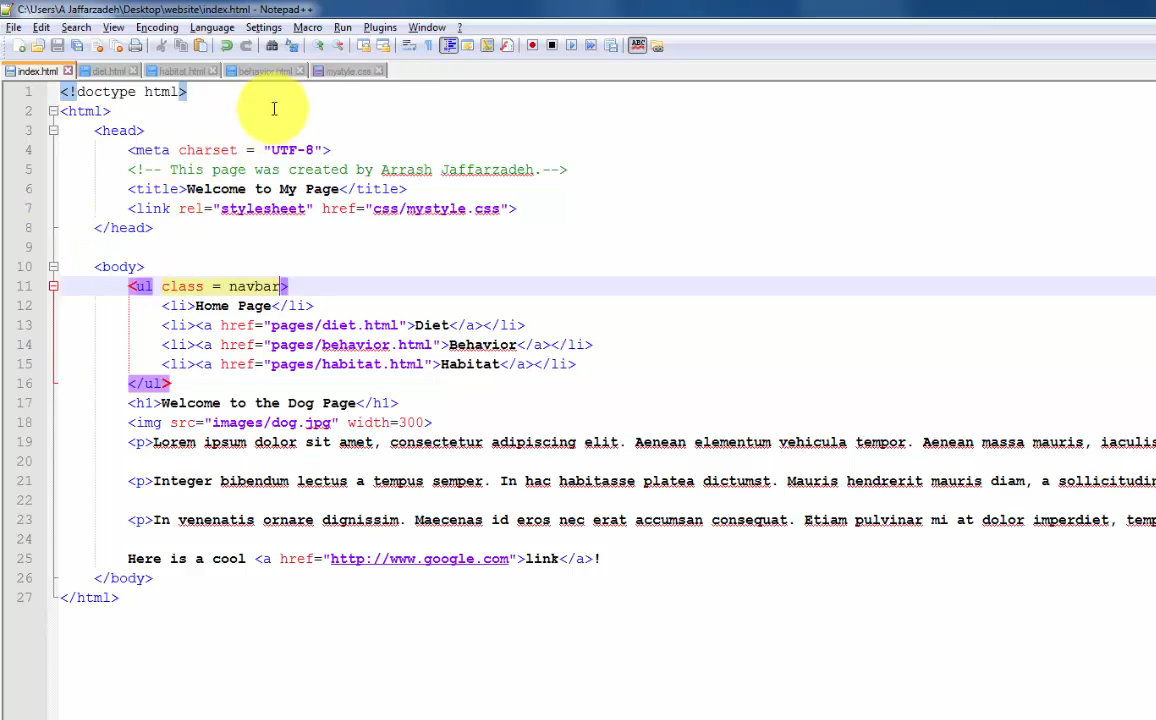 C:\Users\A Jaffarzadeh\Desktop\website\index.html - Notepad++
File Edit Search View Encoding Language Settings Macro Run Plugins Window ?
ABC
index.html diet.html habitat.html behavior.html mystyle.css
1 <!doctype html>
2 <html>
3 <head>
4 <meta charset = "UTF-8">
5 <!-- This page was created by Arrash Jaffarzadeh.-->
6 <title>Welcome to My Page</title>
7 <link rel="stylesheet" href="css/mystyle.css">
8 </head>
9
10 <body>
11 <ul class = navbar>
12 <li>Home Page</li>
13 <li><a href="pages/diet.html">Diet</a></li>
14 <li><a href="pages/behavior.html">Behavior</a></li>
15 <li><a href="pages/habitat.html">Habitat</a></li>
16 </ul>
17 <h1>Welcome to the Dog Page</h1>
18 <img src="images/dog.jpg" width=300>
19 <p>Lorem ipsum dolor sit amet, consectetur adipiscing elit. Aenean elementum vehicula tempor. Aenean massa mauris, iaculis
20
21 <p>Integer bibendum lectus a tempus semper. In hac habitasse platea dictumst. Mauris hendrerit mauris diam, a sollicitudin
22
23 <p>In venenatis ornare dignissim. Maecenas id eros nec erat accumsan consequat. Etiam pulvinar mi at dolor imperdiet, temp
24
25 Here is a cool <a href="http://www.google.com">link</a>!
26 </body>
27 </html>